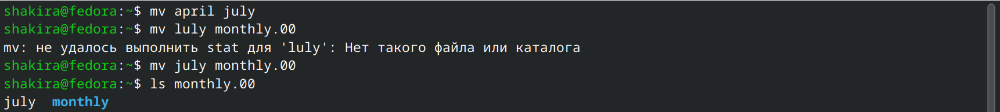 shakira@fedora:~$ mv april july
shakira@fedora:~$ mv luly monthly.00
mv: не удалось выполнить stat для 'luly': Нет такого файла или каталога
shakira@fedora:~$ mv july monthly.00
shakira@fedora:~$ ls monthly.00
july  monthly